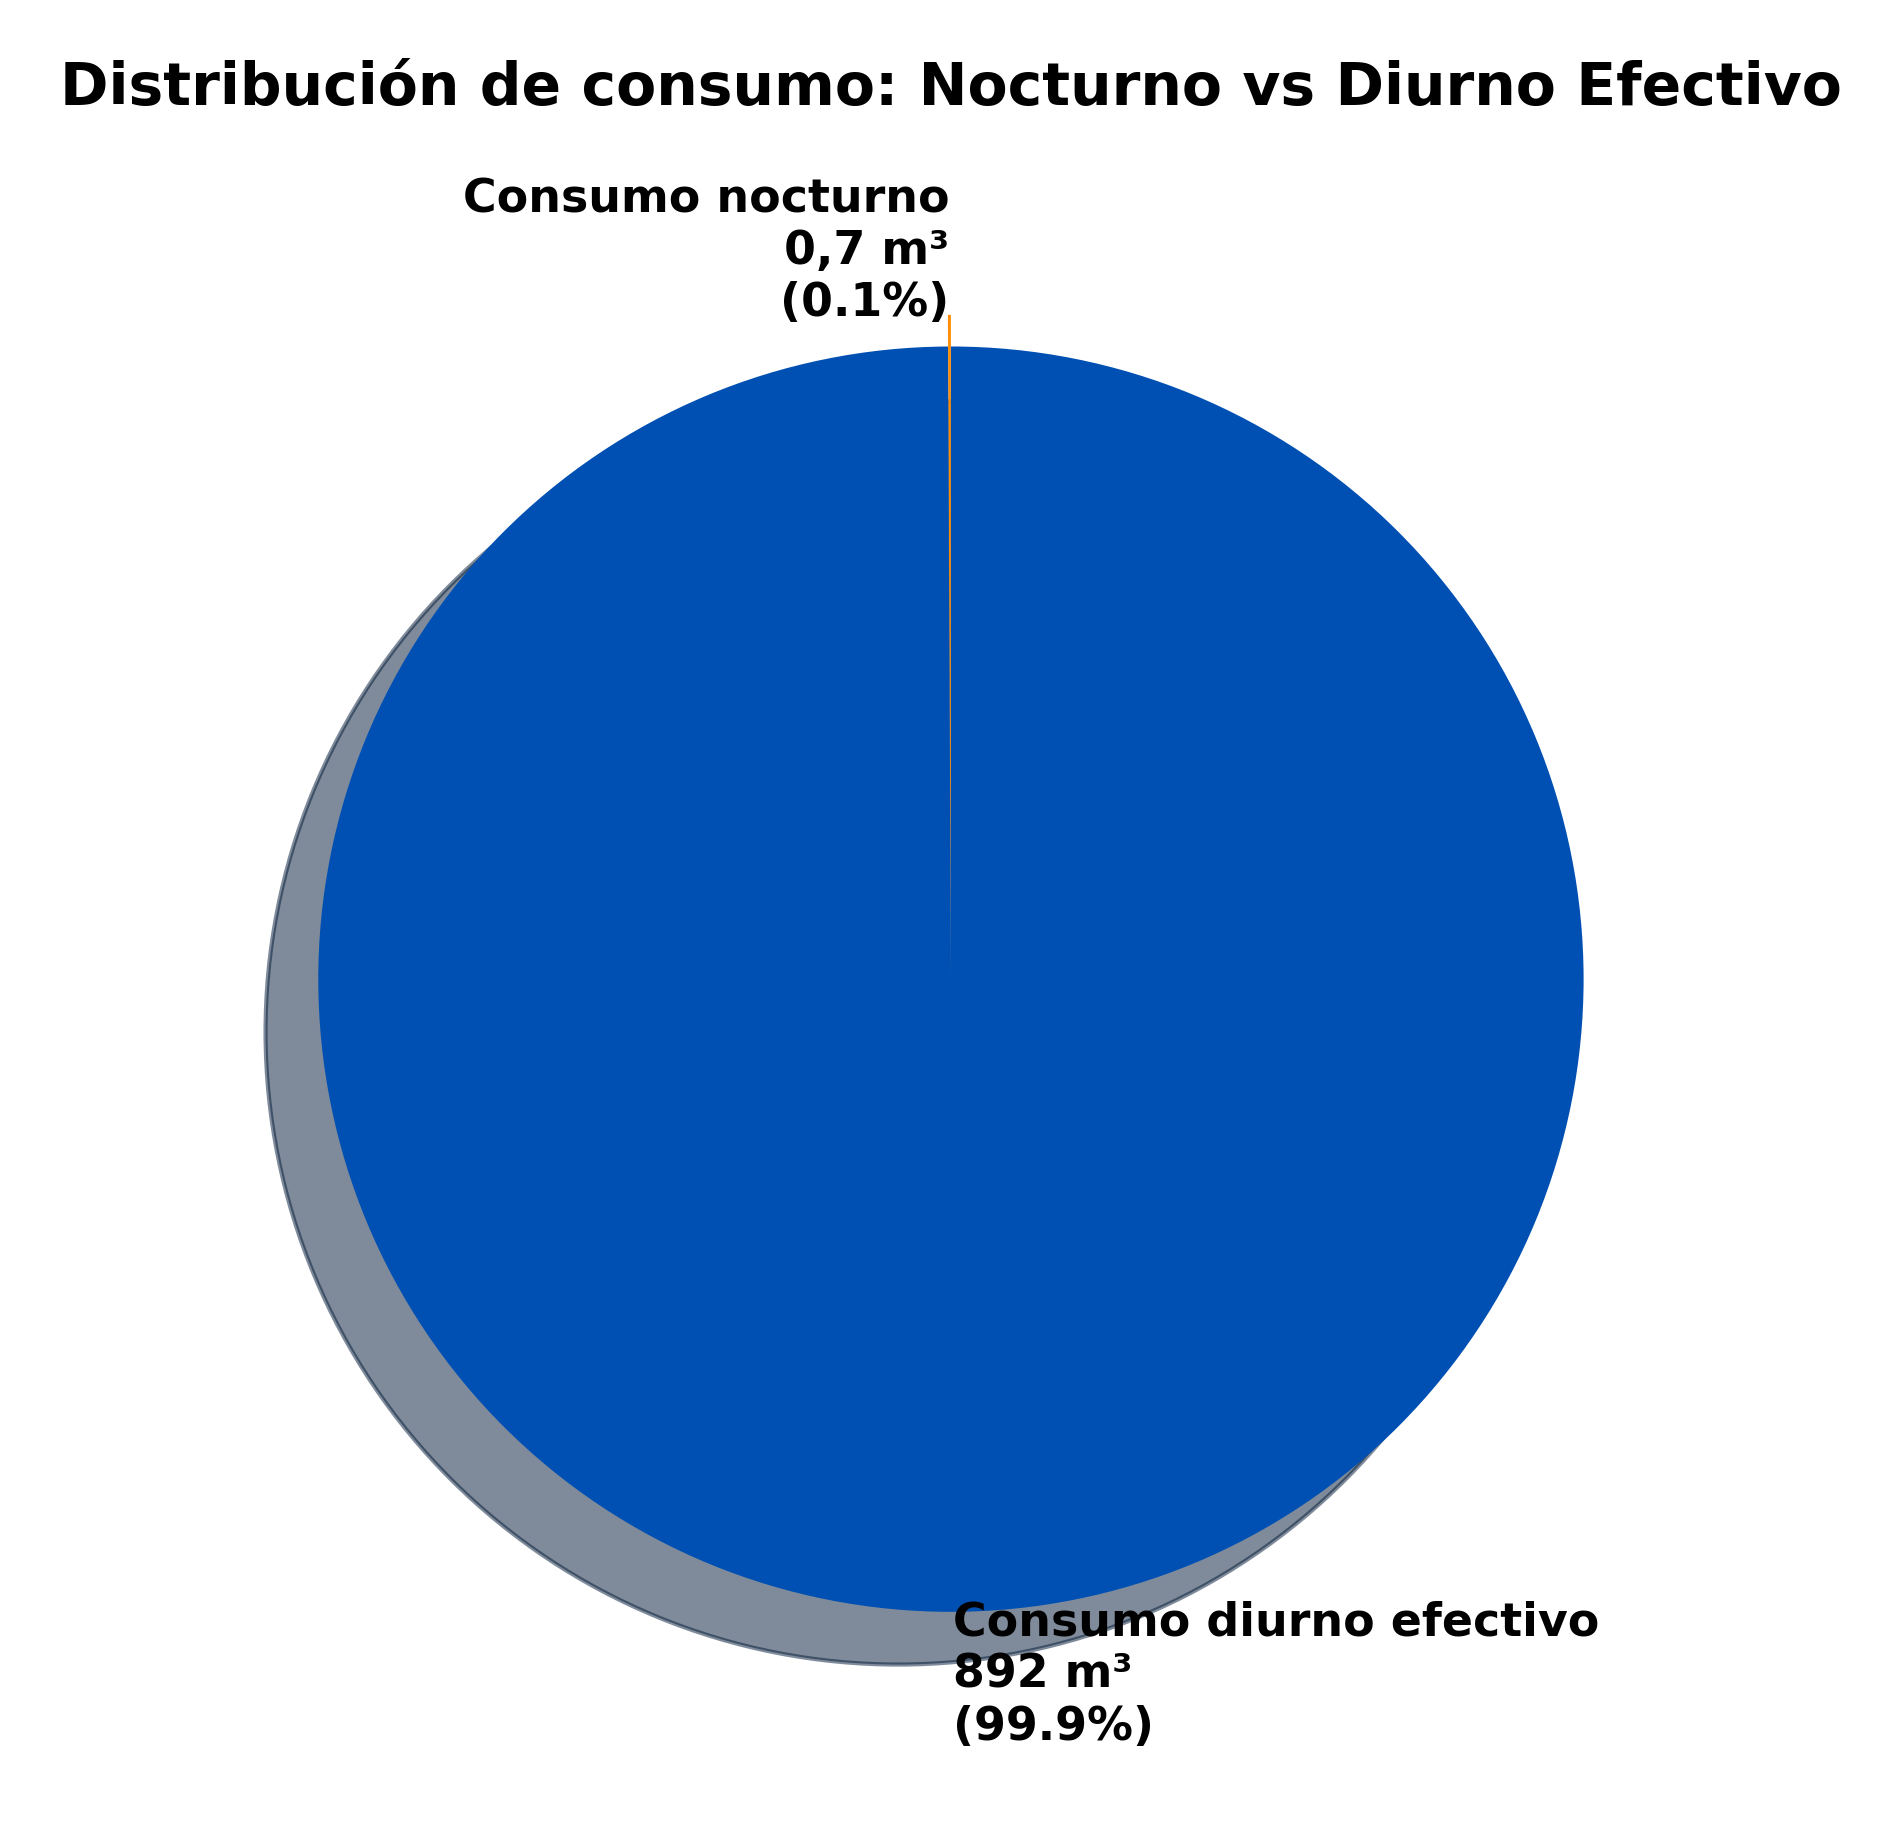 Distribución de consumo: Nocturno vs Diurno Efectivo
Consumo nocturno
0,7 m³
(0.1%)
Consumo diurno efectivo
892 m³
(99.9%)